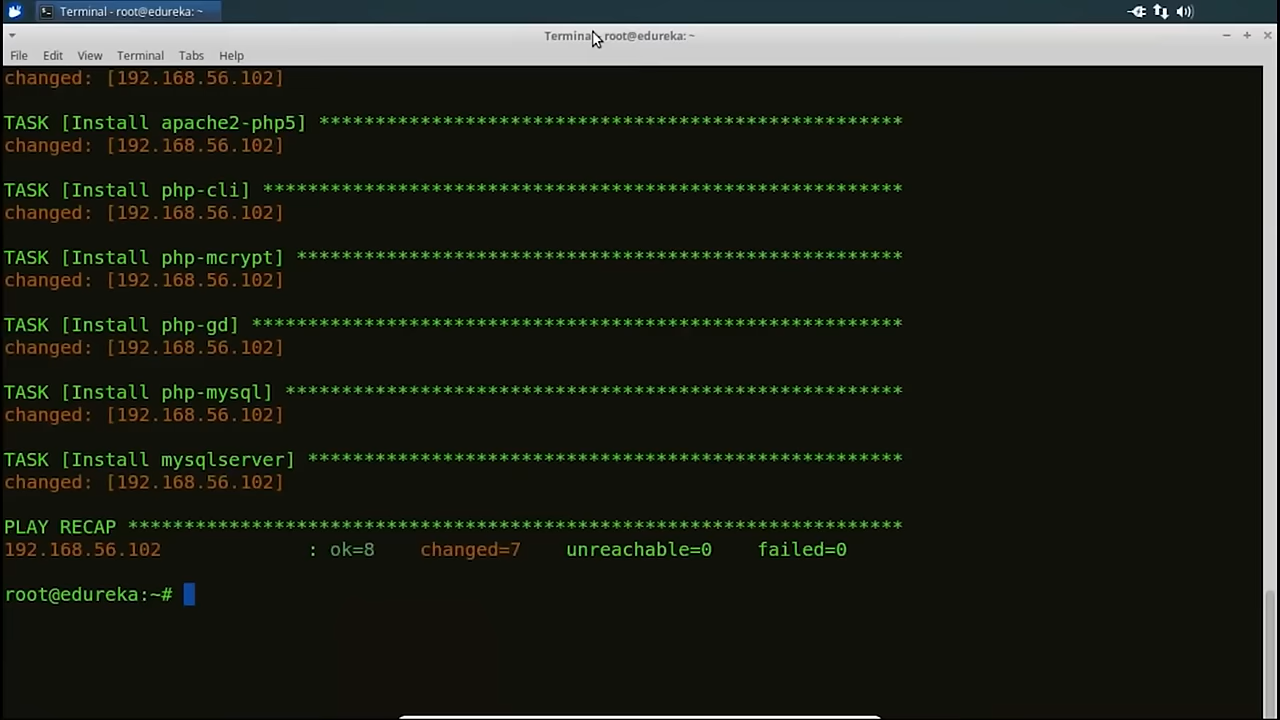 Terminal - root@edureka: ~
Terminal - root@edureka: ~
File Edit View Terminal Tabs Help
changed: [192.168.56.102]
TASK [Install apache2-php5] ****************************************************
changed: [192.168.56.102]
TASK [Install php-cli] *********************************************************
changed: [192.168.56.102]
TASK [Install php-mcrypt] ******************************************************
changed: [192.168.56.102]
TASK [Install php-gd] **********************************************************
changed: [192.168.56.102]
TASK [Install php-mysql] *******************************************************
changed: [192.168.56.102]
TASK [Install mysqlserver] *****************************************************
changed: [192.168.56.102]
PLAY RECAP *********************************************************************
192.168.56.102 : ok=8 changed=7 unreachable=0 failed=0
root@edureka:~#